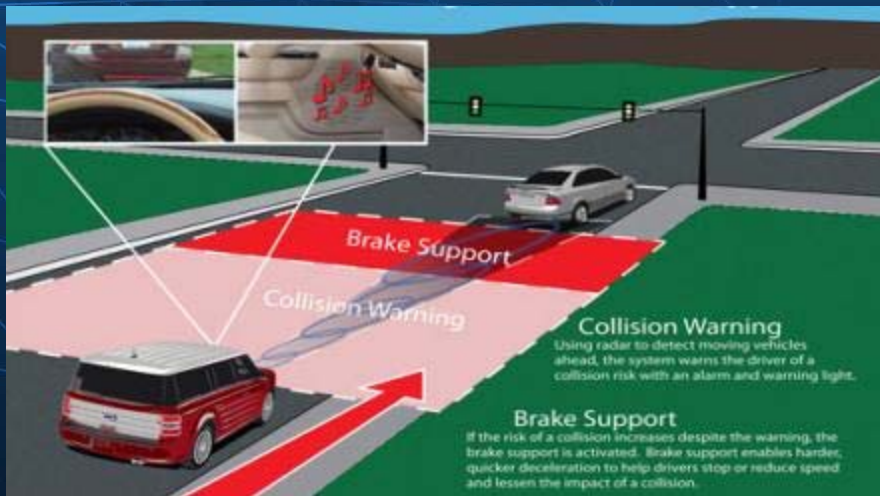 Brake Support
Collision Warning
Collision Warning
Using radar to detect moving vehicles
ahead, the system warns the driver of a
collision risk with an alarm and warning light.
Brake Support
If the risk of a collision increases despite the warning, the
brake support is activated. Brake support enables harder,
quicker deceleration to help drivers stop or reduce speed
and lessen the impact of a collision.